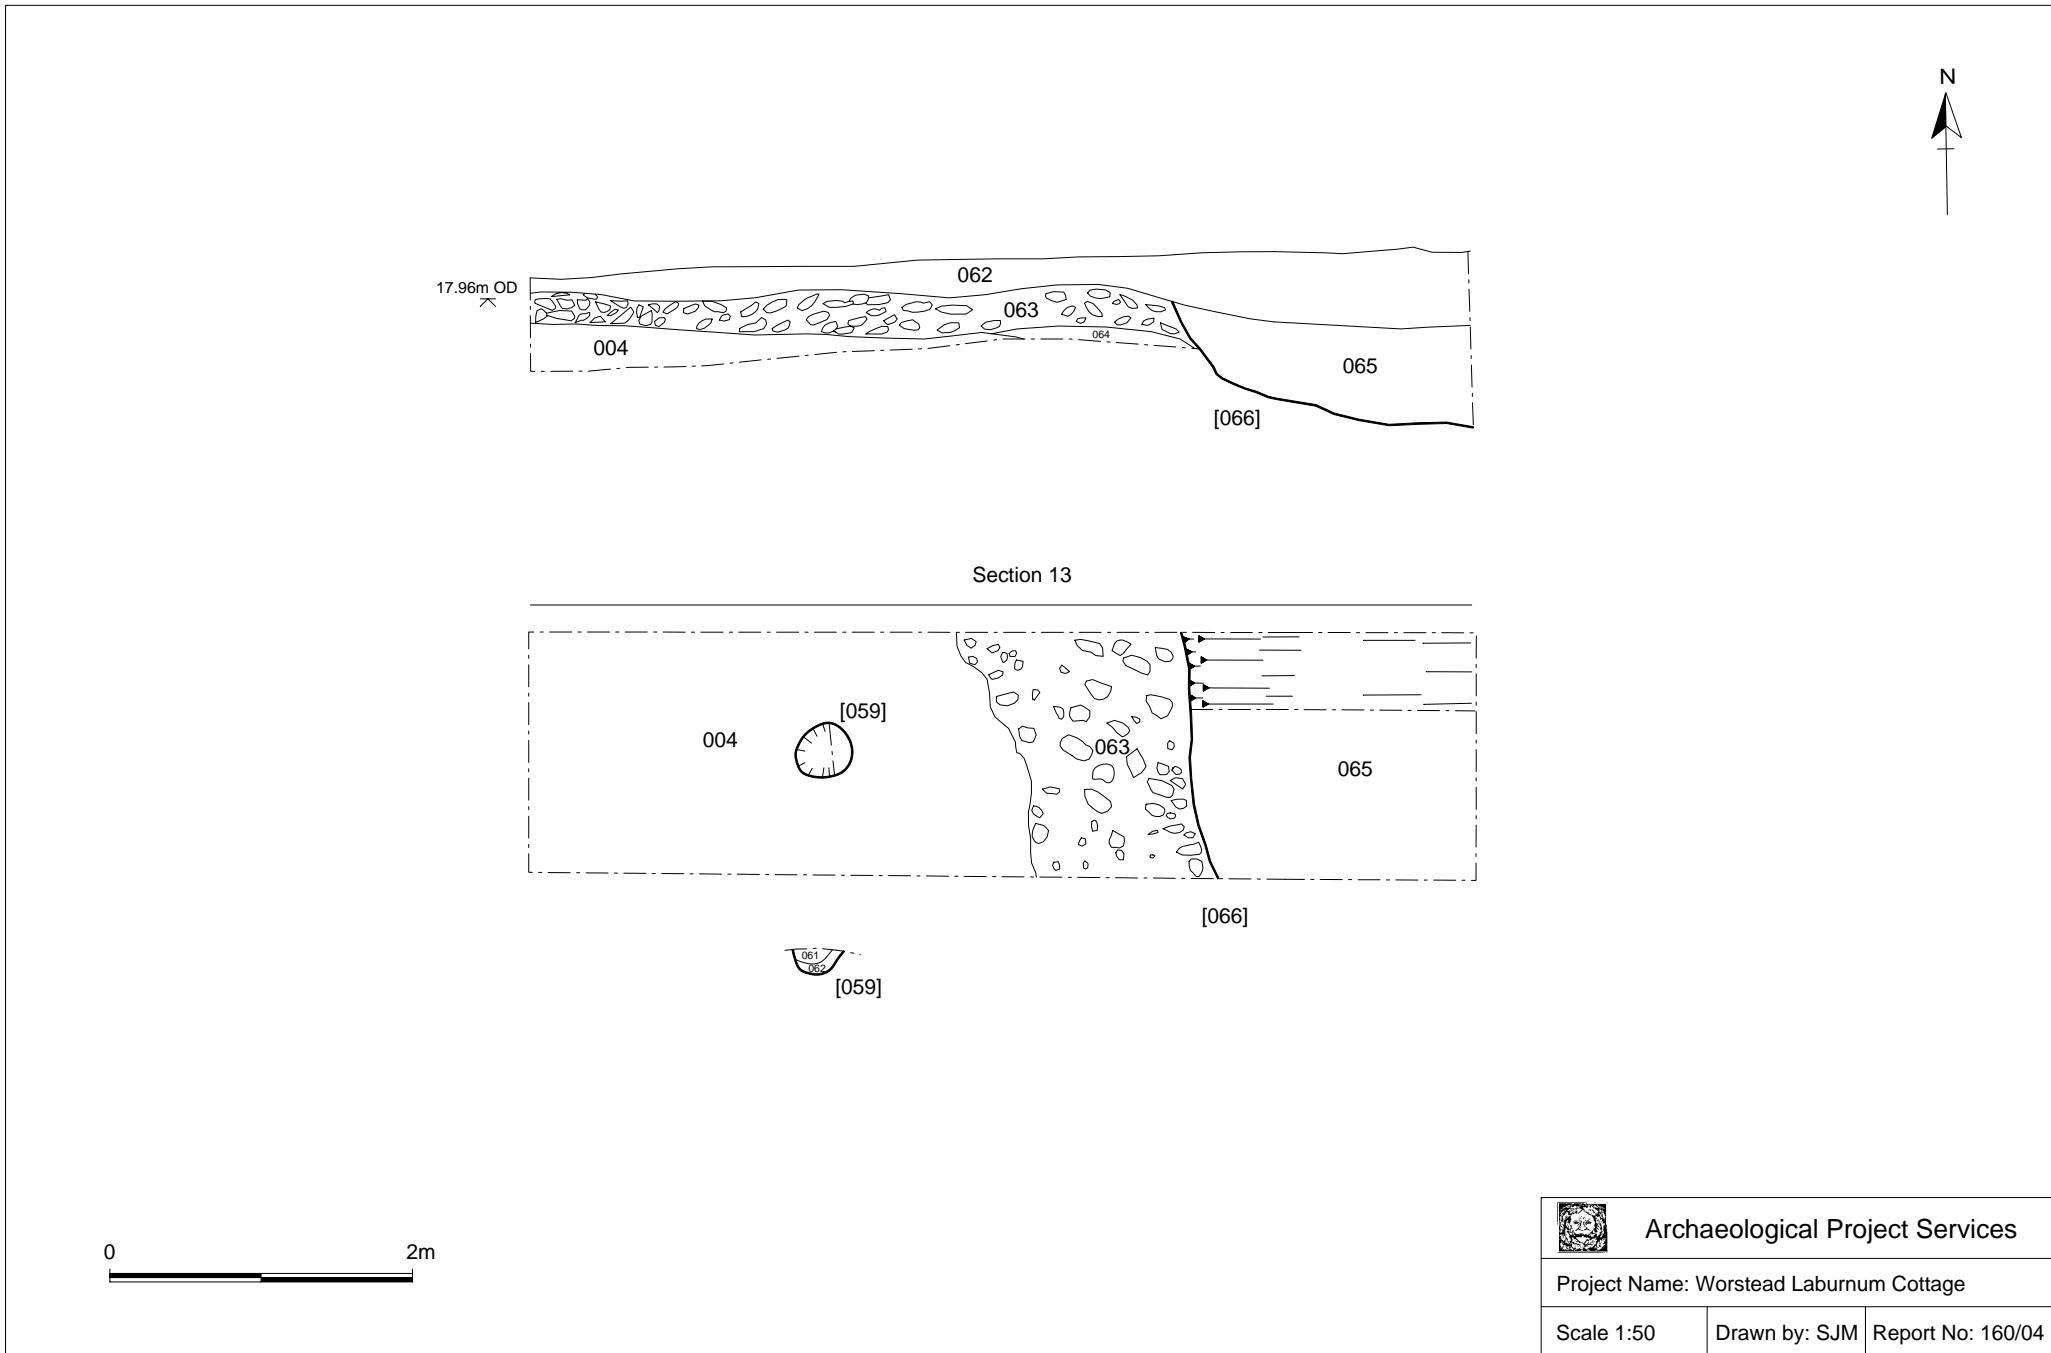 N
062
17.96m OD
063
064
004
065
[066]
Section 13
[059]
004
063
065
[066]
061
062
[059]
0 2m
Archaeological Project Services
Project Name: Worstead Laburnum Cottage
Scale 1:50 Drawn by: SJM Report No: 160/04